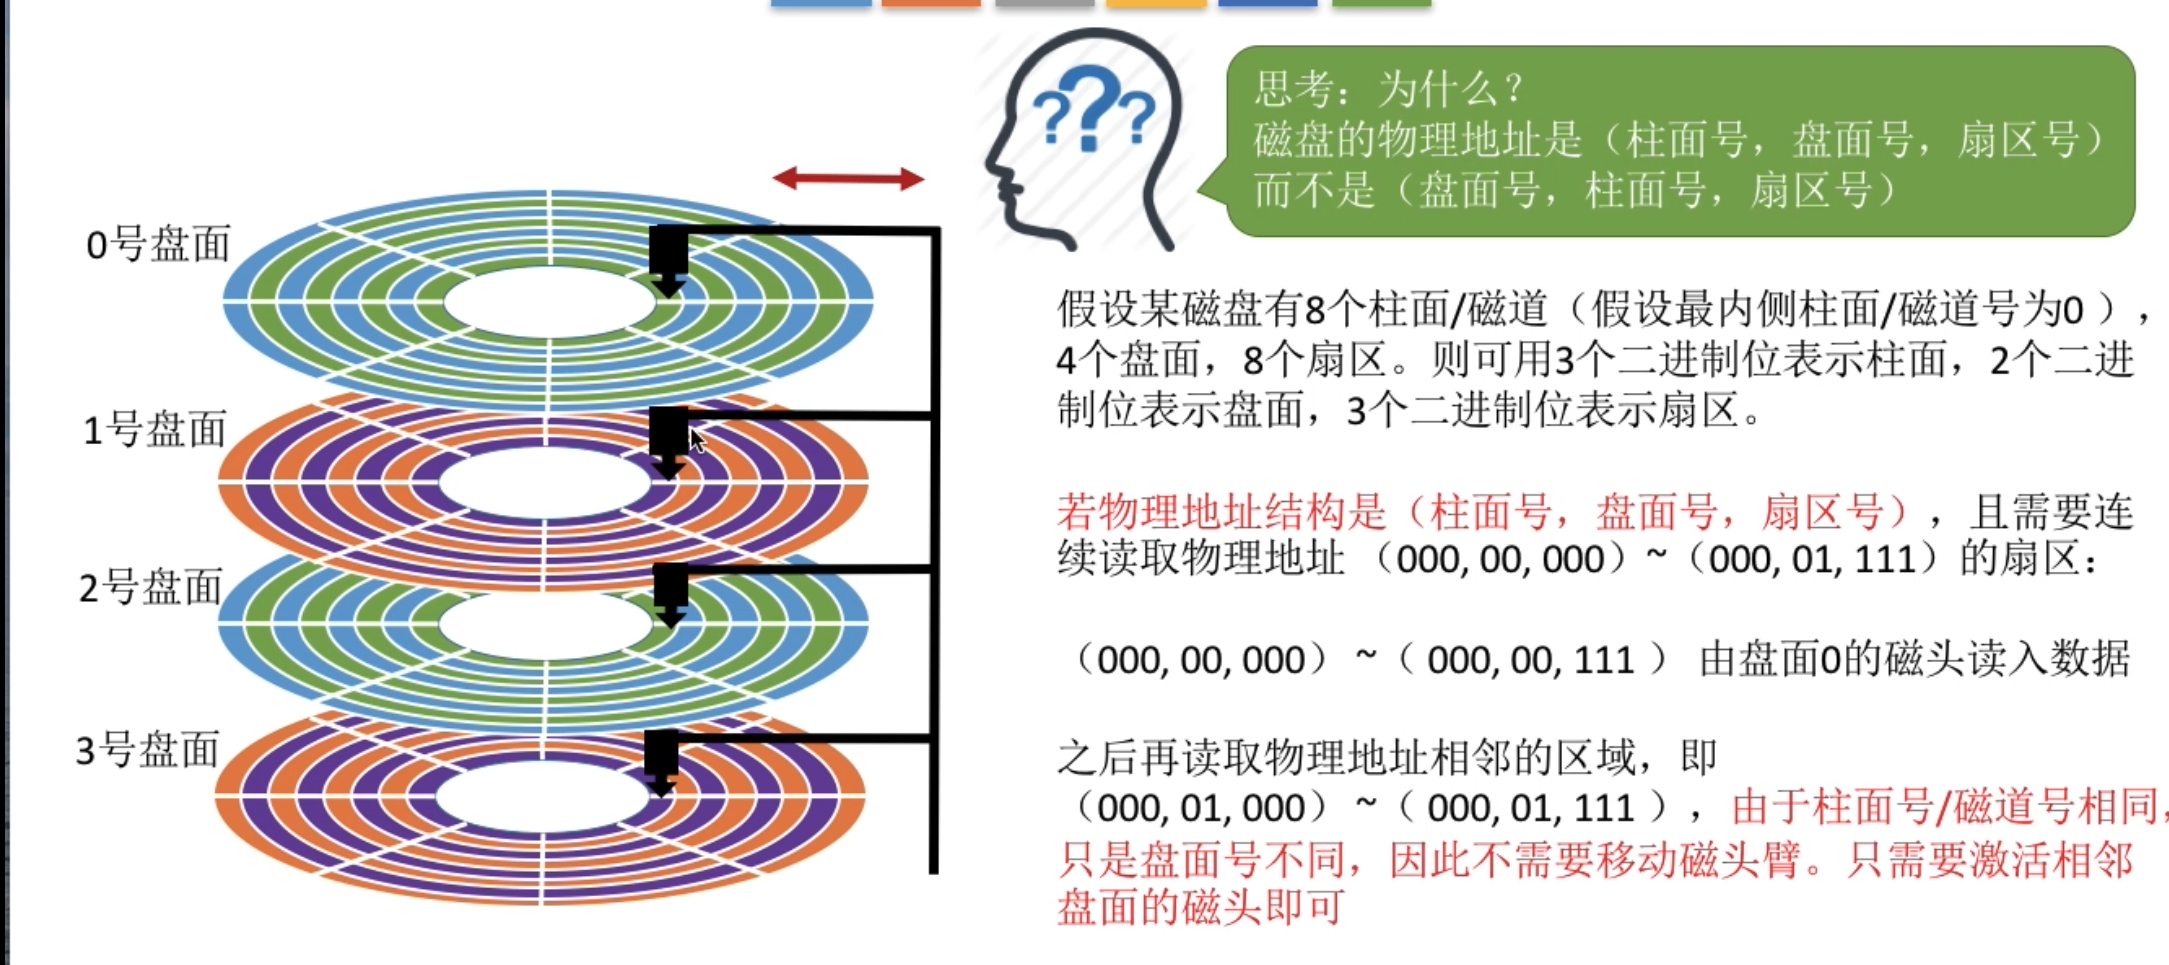 ???
思考：为什么？
磁盘的物理地址是（柱面号，盘面号，扇区号）
而不是（盘面号，柱面号，扇区号）
0号盘面
1号盘面
2号盘面
3号盘面
假设某磁盘有8个柱面/磁道（假设最内侧柱面/磁道号为0 ），
4个盘面，8个扇区。则可用3个二进制位表示柱面，2个二进
制位表示盘面，3个二进制位表示扇区。
若物理地址结构是（柱面号，盘面号，扇区号），且需要连
续读取物理地址 （000, 00, 000）~（000, 01, 111）的扇区：
（000, 00, 000） ~（ 000, 00, 111 ） 由盘面0的磁头读入数据
之后再读取物理地址相邻的区域，即
（000, 01, 000） ~（ 000, 01, 111 ），由于柱面号/磁道号相同，
只是盘面号不同，因此不需要移动磁头臂。只需要激活相邻
盘面的磁头即可